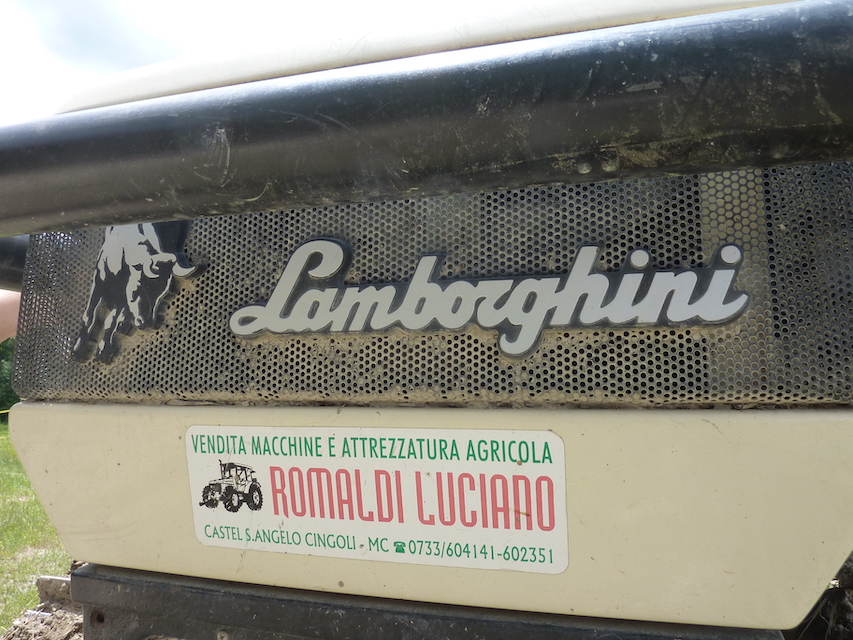 Lamborghini
VENDITA MACCHINE E ATTREZZATURA AGRICOLA
ROMALDI LUCIANO
CASTEL S.ANGELO CINGOLI - MC ☎ 0733/604141-602351